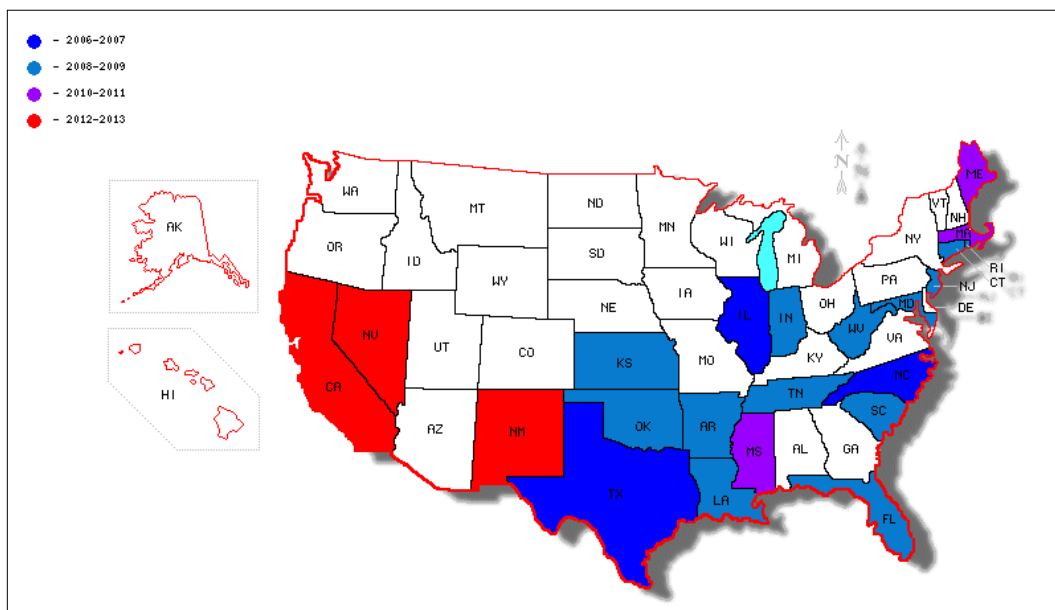 - 2006-2007
- 2008-2009
- 2010-2011
- 2012-2013
N
ME
WA
MT
ND
MN
VT
NH
AK
OR
ID
SD
WI
MI
NY
MA
WY
RI
CT
IA
PA
NJ
NE
OH
MD
DE
NV
IL
IN
WV
VA
UT
CO
KS
MO
KY
HI
CA
NC
TN
AZ
NM
OK
AR
SC
MS
AL
GA
TX
LA
FL